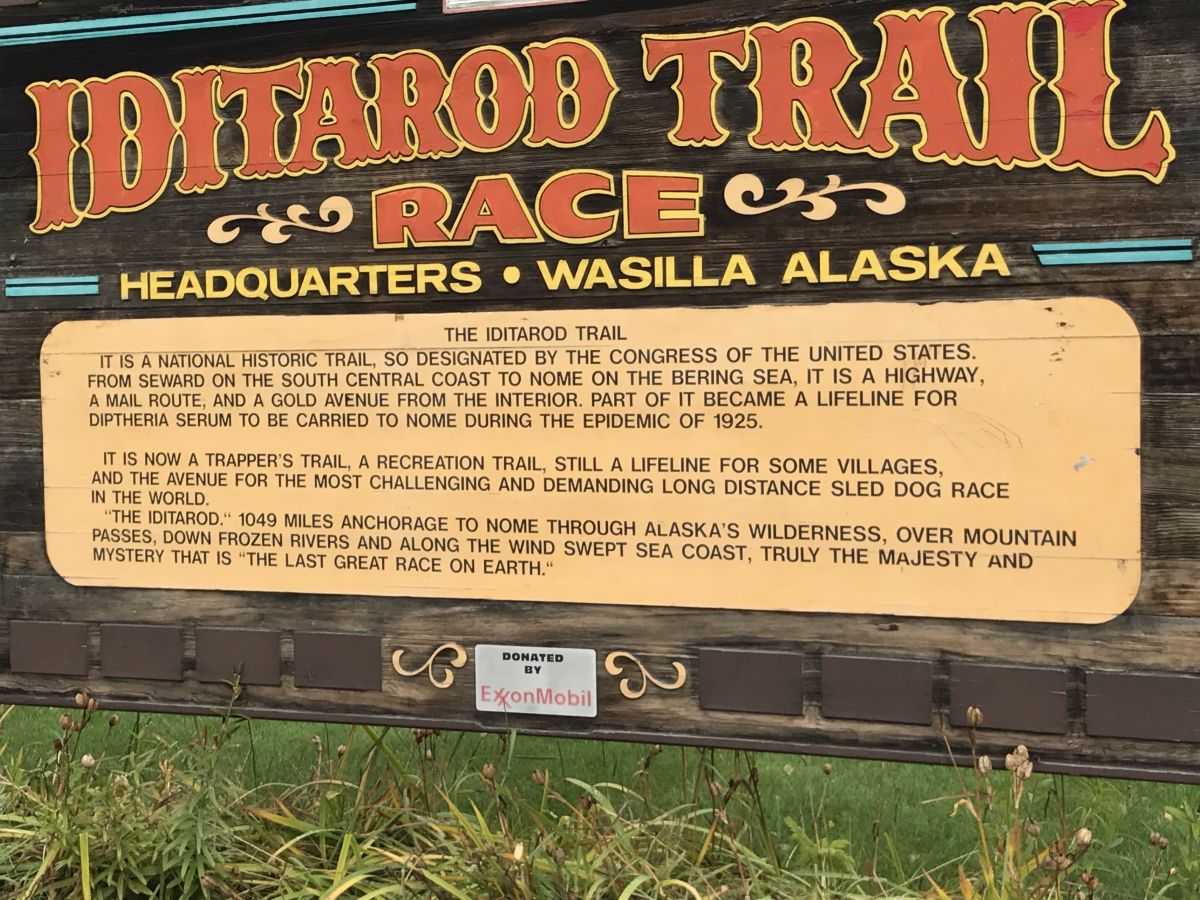 IDITAROD TRAIL
RACE
HEADQUARTERS • WASILLA ALASKA
THE IDITAROD TRAIL
IT IS A NATIONAL HISTORIC TRAIL, SO DESIGNATED BY THE CONGRESS OF THE UNITED STATES.
FROM SEWARD ON THE SOUTH CENTRAL COAST TO NOME ON THE BERING SEA, IT IS A HIGHWAY,
A MAIL ROUTE, AND A GOLD AVENUE FROM THE INTERIOR. PART OF IT BECAME A LIFELINE FOR
DIPTHERIA SERUM TO BE CARRIED TO NOME DURING THE EPIDEMIC OF 1925.
IT IS NOW A TRAPPER'S TRAIL, A RECREATION TRAIL, STILL A LIFELINE FOR SOME VILLAGES,
AND THE AVENUE FOR THE MOST CHALLENGING AND DEMANDING LONG DISTANCE SLED DOG RACE
IN THE WORLD.
"THE IDITAROD." 1049 MILES ANCHORAGE TO NOME THROUGH ALASKA'S WILDERNESS, OVER MOUNTAIN
PASSES, DOWN FROZEN RIVERS AND ALONG THE WIND SWEPT SEA COAST, TRULY THE MAJESTY AND
MYSTERY THAT IS "THE LAST GREAT RACE ON EARTH."
DONATED
BY
ExxonMobil